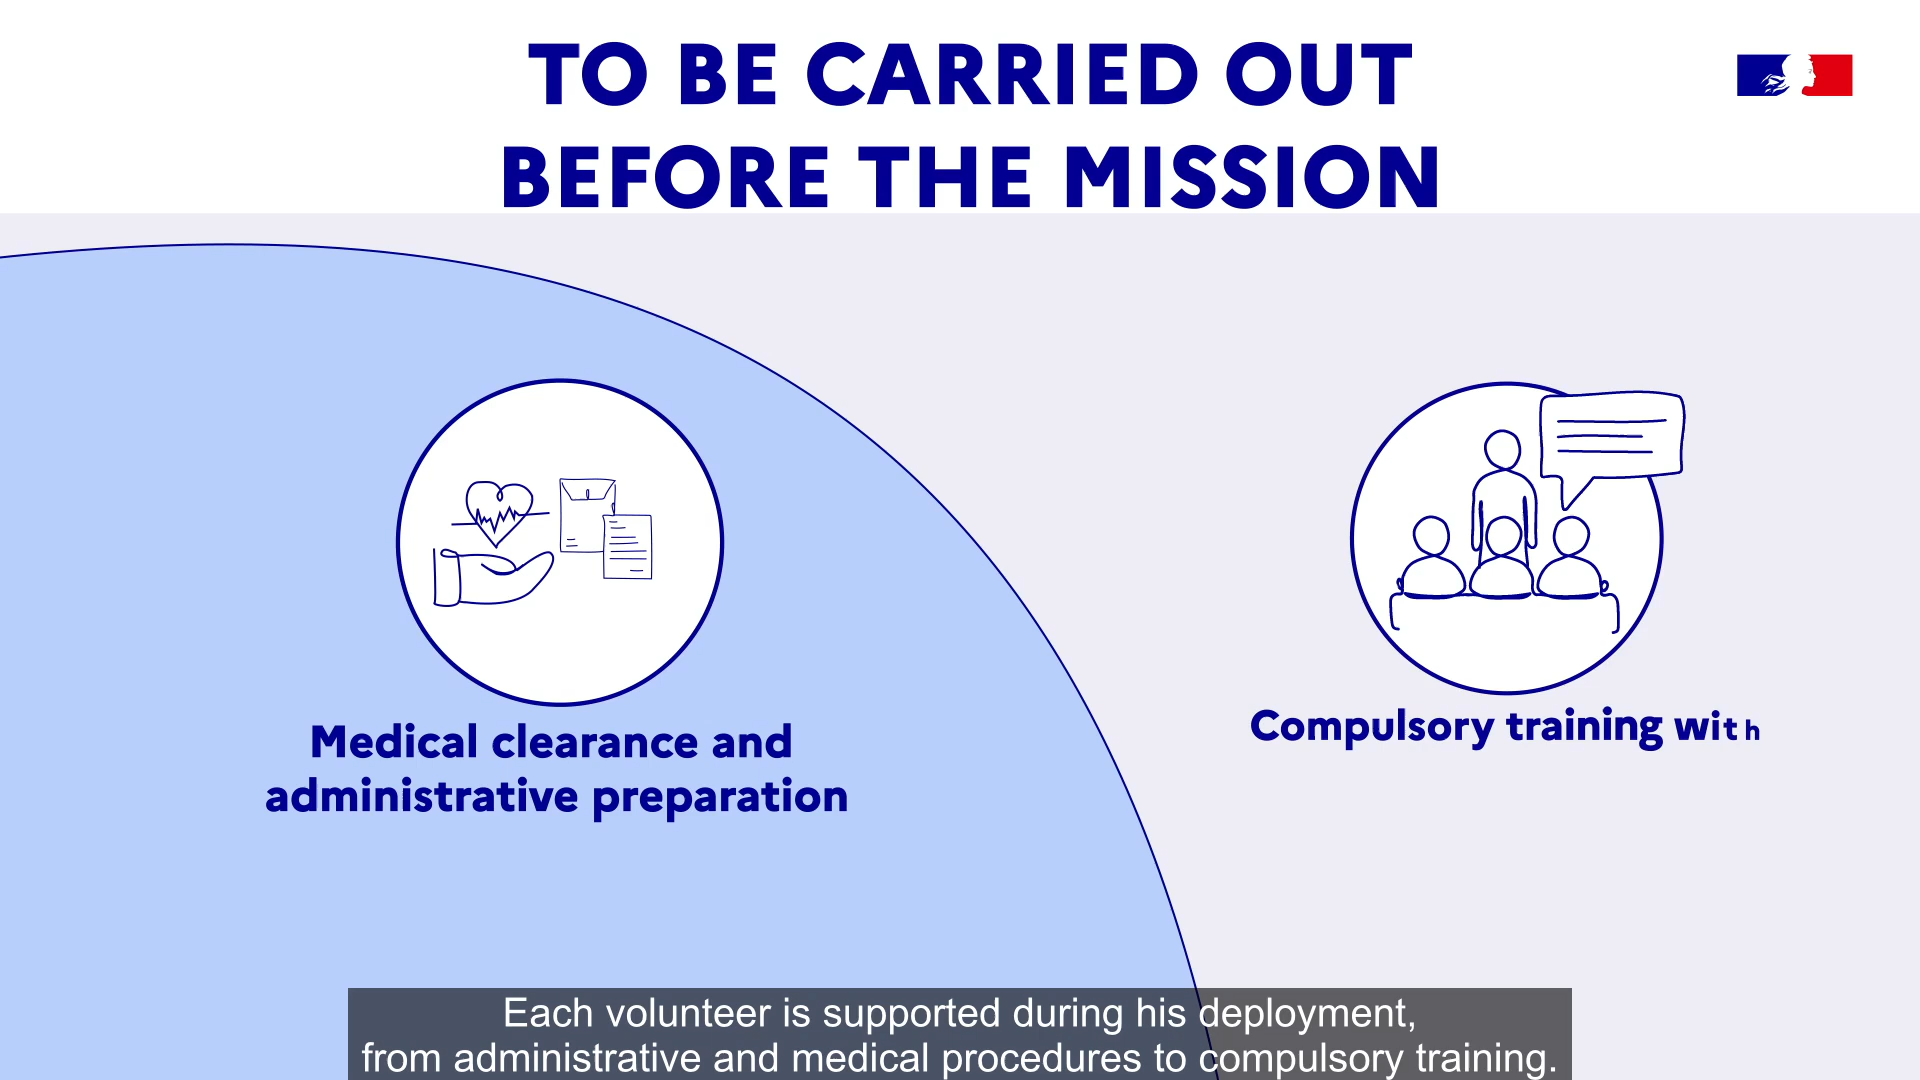 TO BE CARRIED OUT
BEFORE THE MISSION
Medical clearance and
administrative preparation
Compulsory training with
Each volunteer is supported during his deployment,
from administrative and medical procedures to compulsory training.